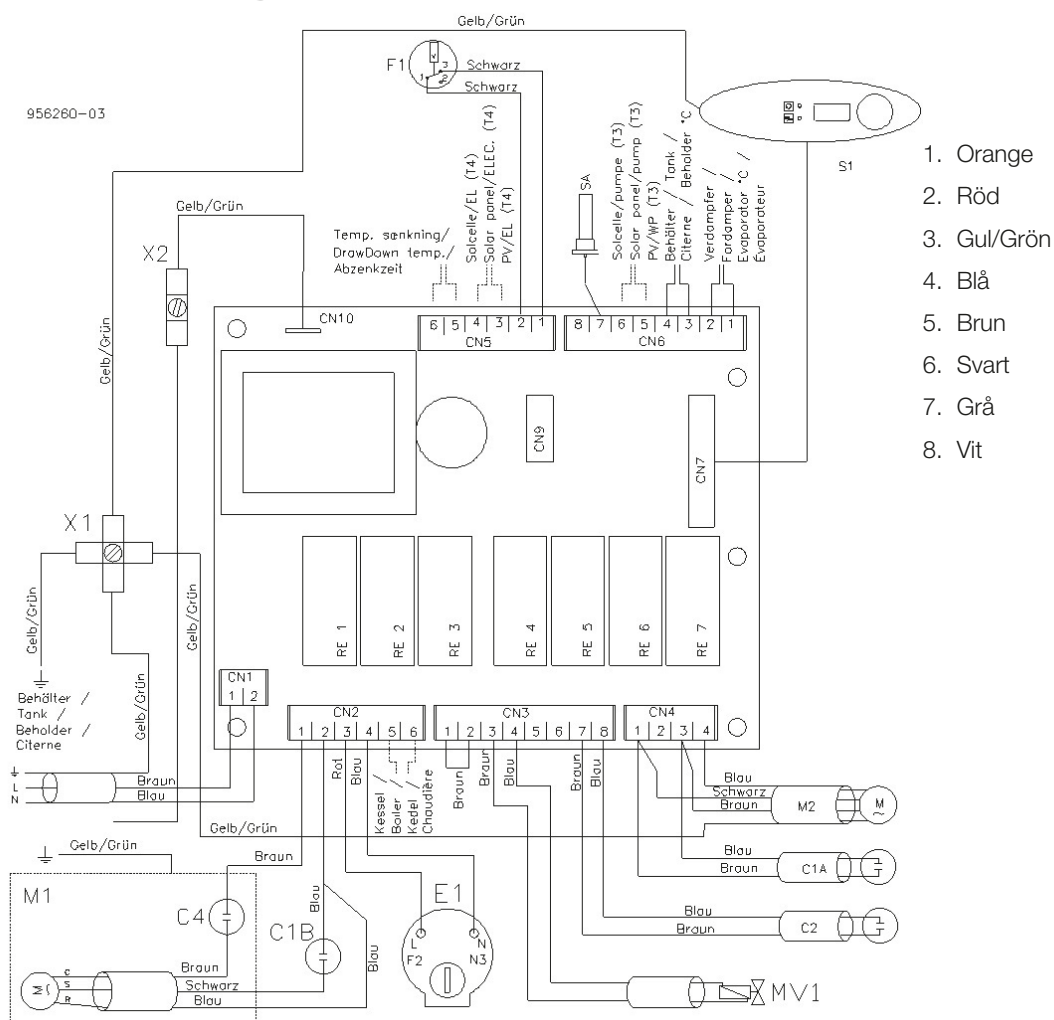 Gelb/Grün
F1
1
3
2
Schwarz
Schwarz
956260-03
S1
1. Orange
2. Röd
3. Gul/Grön
4. Blå
5. Brun
6. Svart
7. Grå
8. Vit
Gelb/Grün
X2
Temp. sænkning/
DrawDown temp./
Abzenkzeit
Solcelle/EL (T4)
Solar panel/ELEC. (T4)
PV/EL (T4)
SA
Solcelle/pumpe (T3)
Solar panel/pump (T3)
PV/WP (T3)
Behälter / Tank /
Citerne / Beholder °C
Verdampfer /
Fordamper /
Evaporator °C /
Évaporateur
Gelb/Grün
CN10
6 5 4 3 2 1
CN5
8 7 6 5 4 3 2 1
CN6
CN9
CN7
X1
Gelb/Grün
Gelb/Grün
Gelb/Grün
RE 1
RE 2
RE 3
RE 4
RE 5
RE 6
RE 7
Behälter /
Tank /
Beholder /
Citerne
CN1
1 2
CN2
1 2 3 4 5 6
CN3
1 2 3 4 5 6 7 8
CN4
1 2 3 4
L
N
Braun
Blau
Rot
Blau
Kessel /
Boiler /
Kedel /
Chaudière
Braun
Braun
Blau
Braun
Blau
Blau
Schwarz
Braun
M2
M
~
Gelb/Grün
Gelb/Grün
Braun
Blau
Blau
Blau
Braun
C1A
M1
C4
C1B
E1
L
N
F2
N3
Blau
Braun
C2
C
S
R
Braun
Schwarz
Blau
MV1